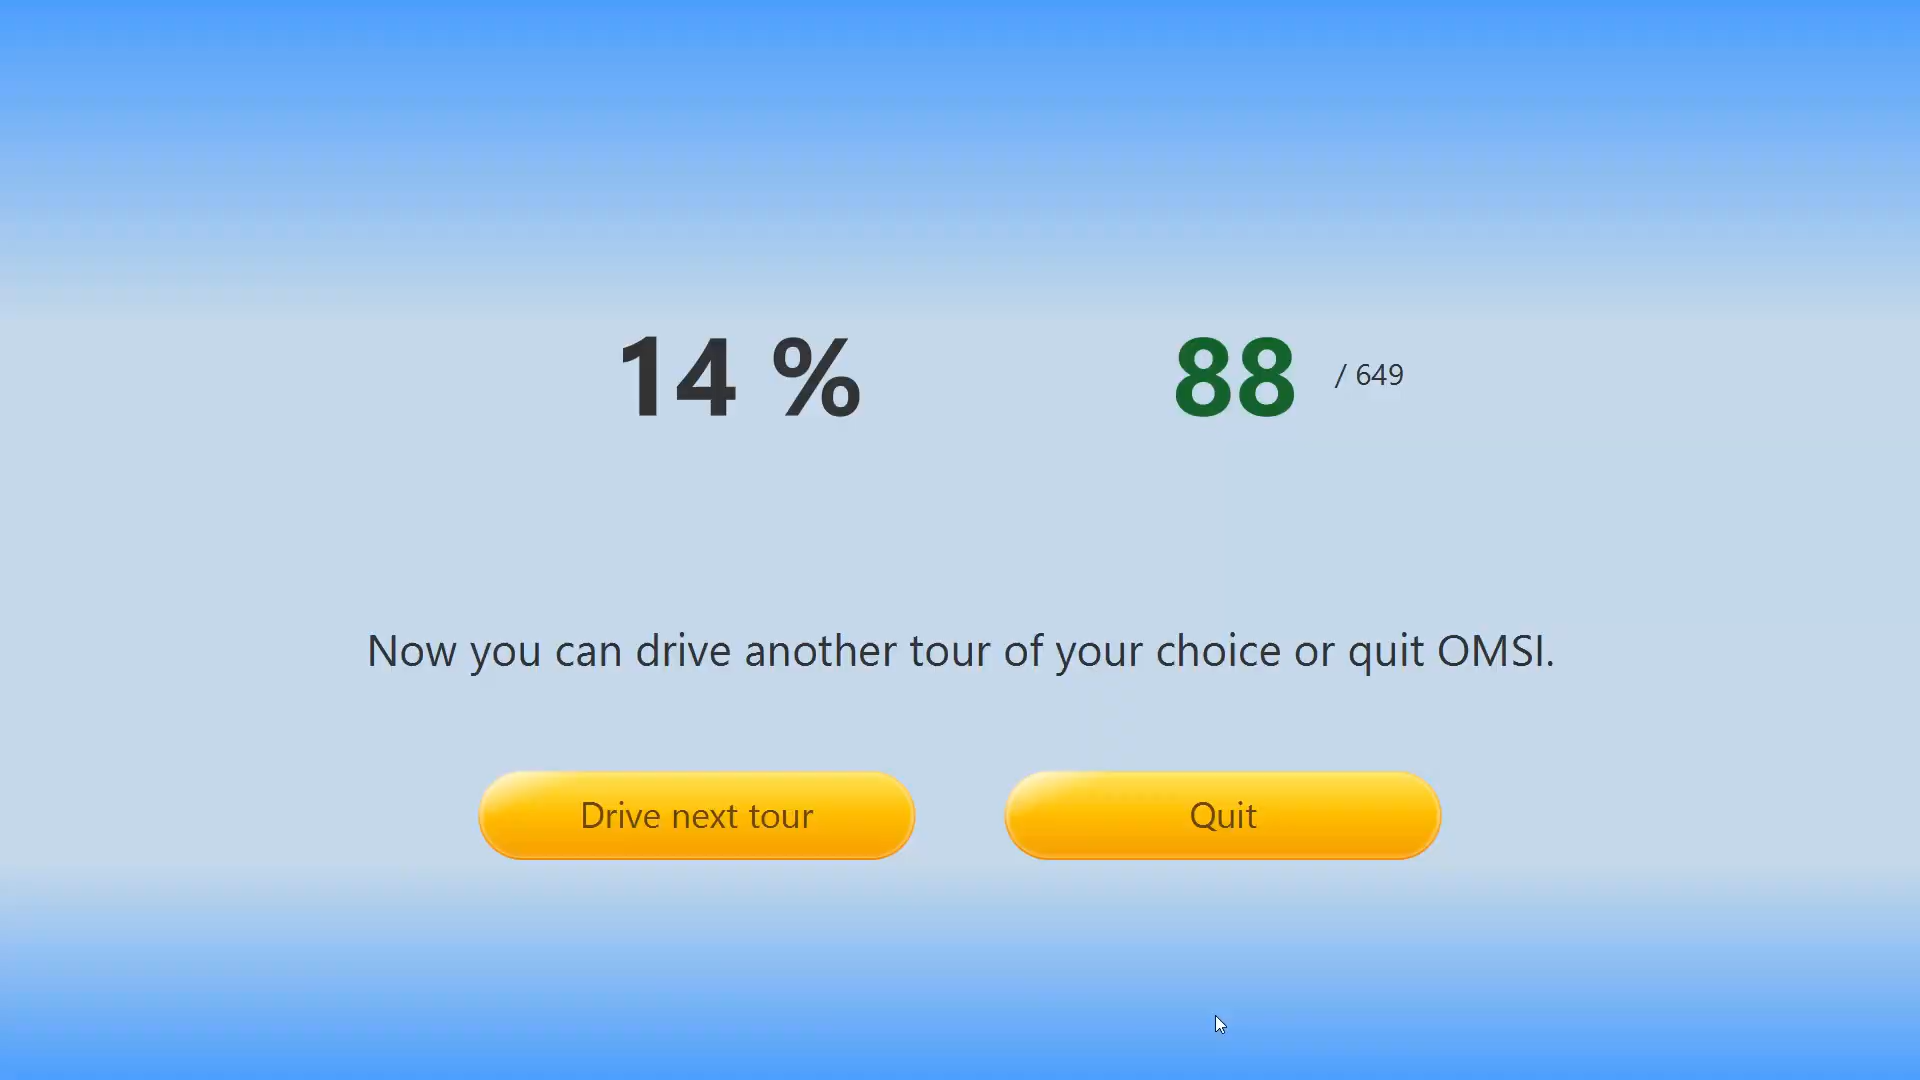 14 % 88 / 649
Now you can drive another tour of your choice or quit OMSI.
Drive next tour Quit